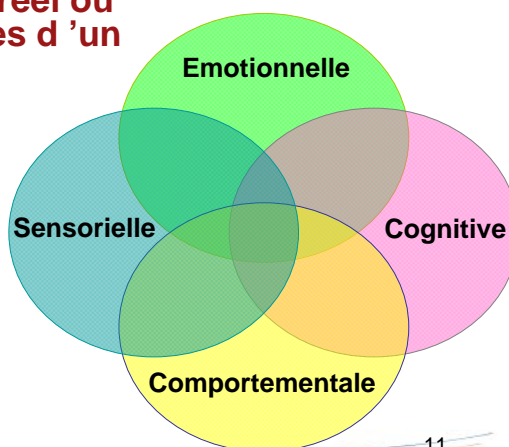 réel ou
es d ’un
Emotionnelle
Sensorielle
Cognitive
Comportementale
11